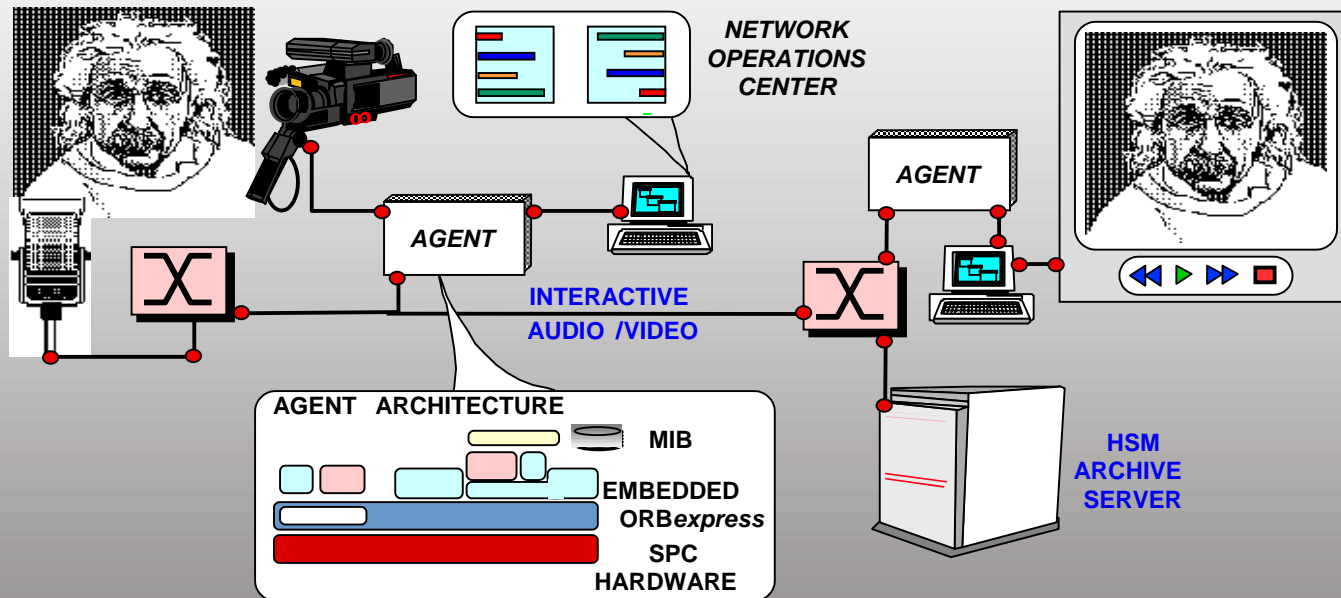 NETWORK
OPERATIONS
CENTER
AGENT
AGENT
INTERACTIVE
AUDIO /VIDEO
AGENT ARCHITECTURE
MIB
EMBEDDED
ORBexpress
SPC
HARDWARE
HSM
ARCHIVE
SERVER